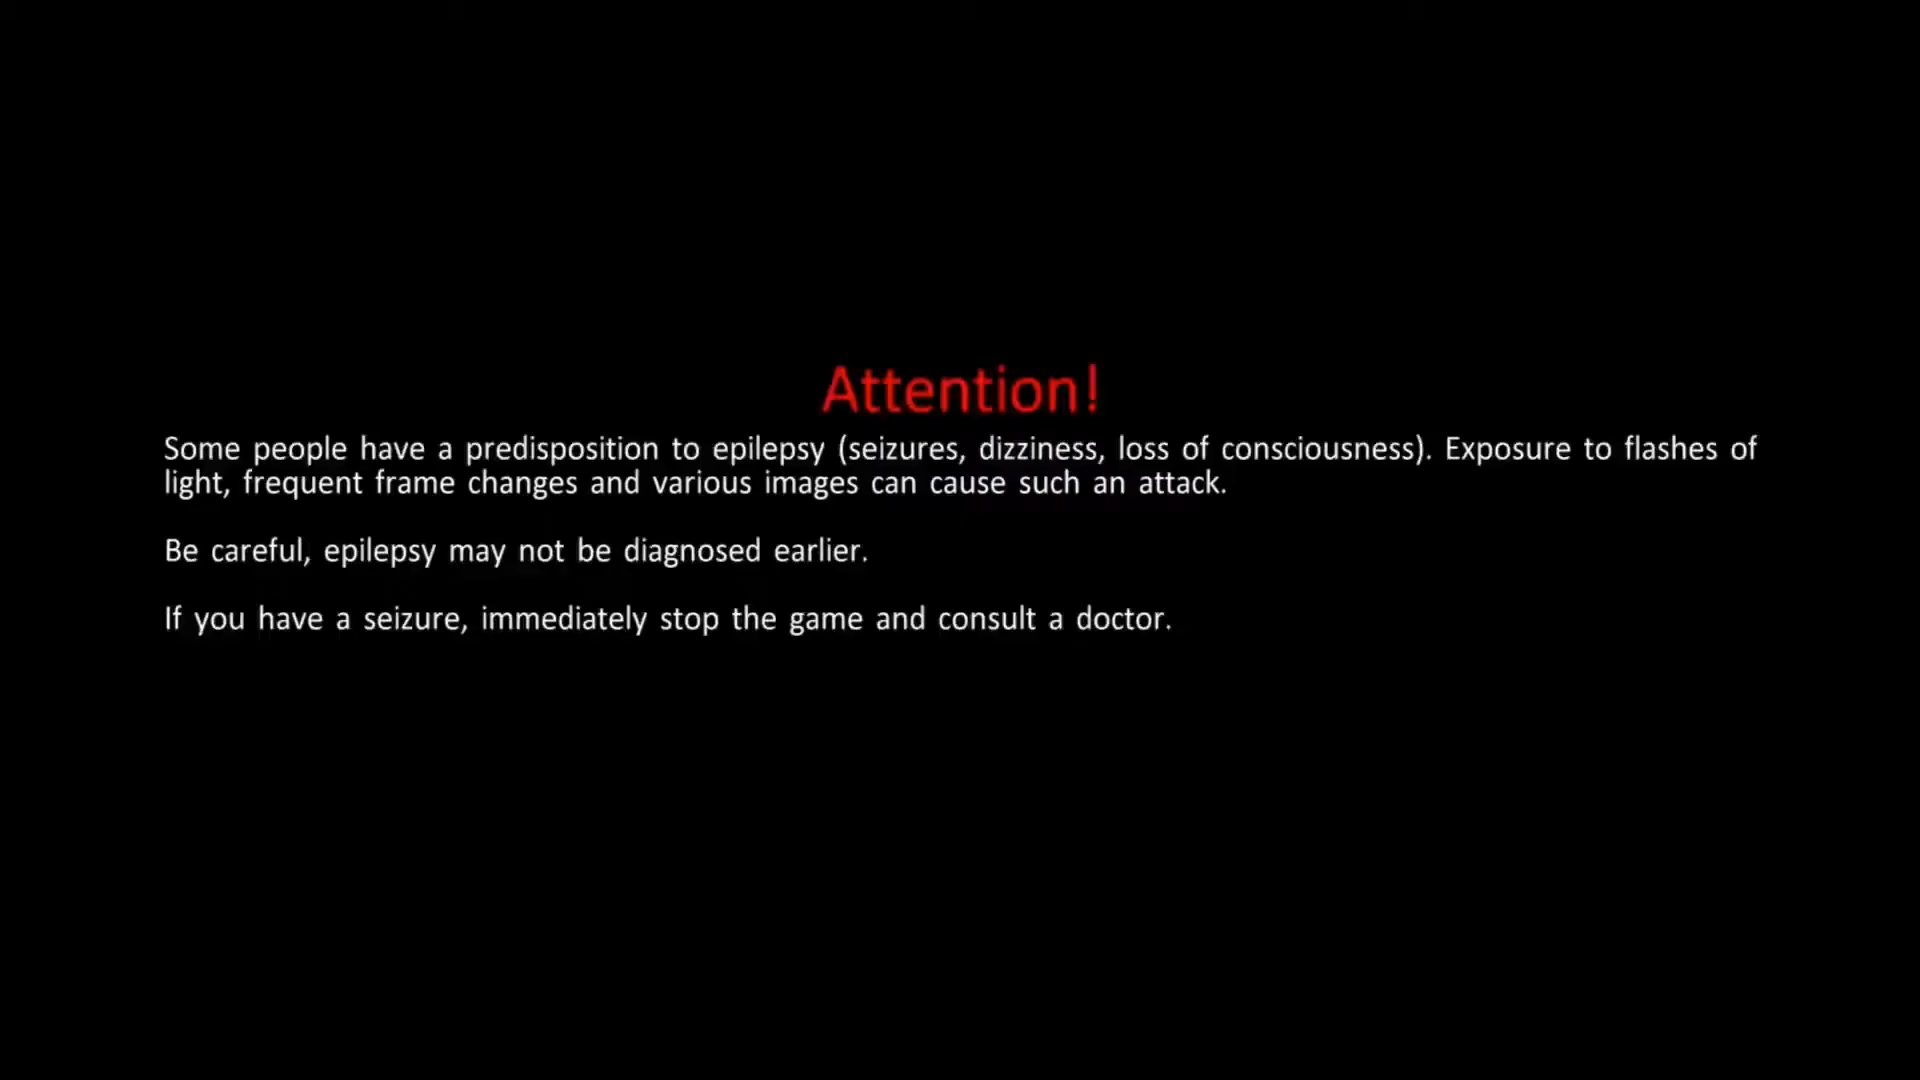 Attention!
Some people have a predisposition to epilepsy (seizures, dizziness, loss of consciousness). Exposure to flashes of
light, frequent frame changes and various images can cause such an attack.
Be careful, epilepsy may not be diagnosed earlier.
If you have a seizure, immediately stop the game and consult a doctor.